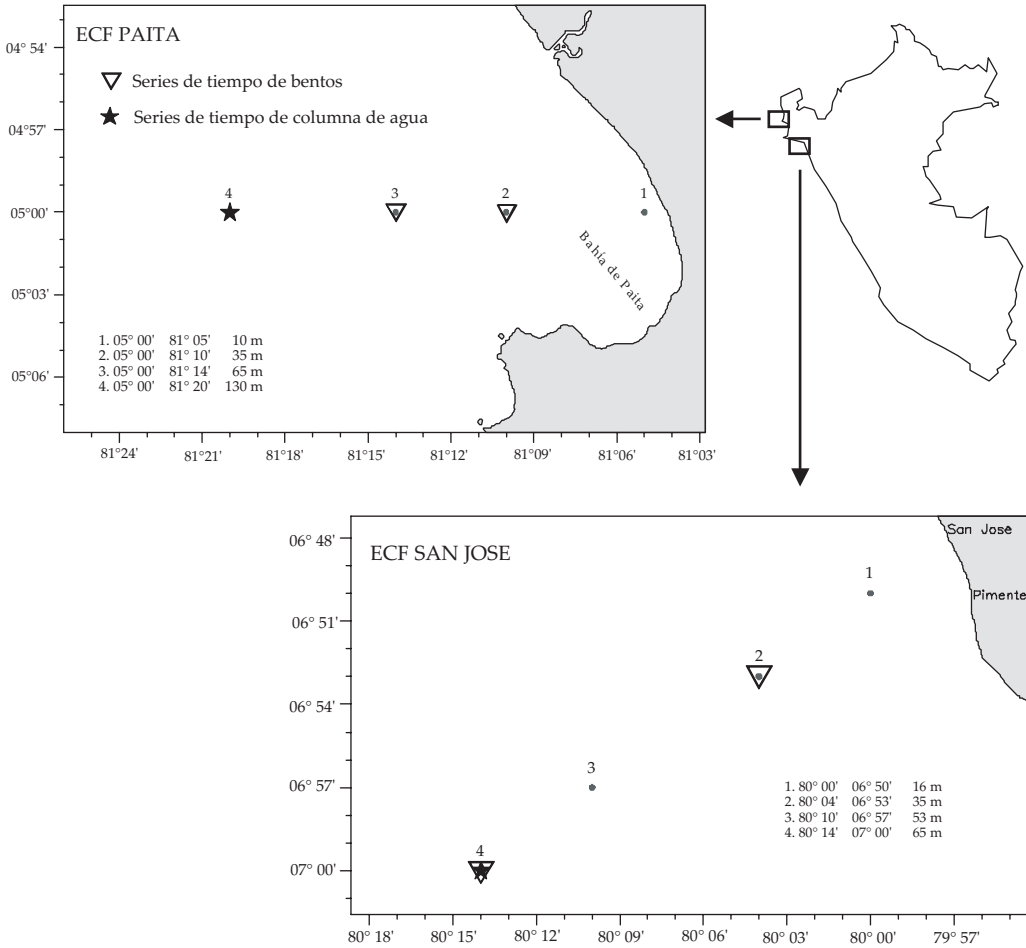 ECF PAITA
Series de tiempo de bentos
Series de tiempo de columna de agua
04° 54'
04° 57'
05° 00'
05° 03'
05° 06'
4
3
2
1
Bahía de Paita
1. 05° 00' 81° 05' 10 m
2. 05° 00' 81° 10' 35 m
3. 05° 00' 81° 14' 65 m
4. 05° 00' 81° 20' 130 m
81°24' 81°21' 81°18' 81°15' 81°12' 81°09' 81°06' 81°03'
ECF SAN JOSE
San José
Pimente
06° 48'
06° 51'
06° 54'
06° 57'
07° 00'
1
2
3
4
1. 80° 00' 06° 50' 16 m
2. 80° 04' 06° 53' 35 m
3. 80° 10' 06° 57' 53 m
4. 80° 14' 07° 00' 65 m
80° 18' 80° 15' 80° 12' 80° 09' 80° 06' 80° 03' 80° 00' 79° 57'